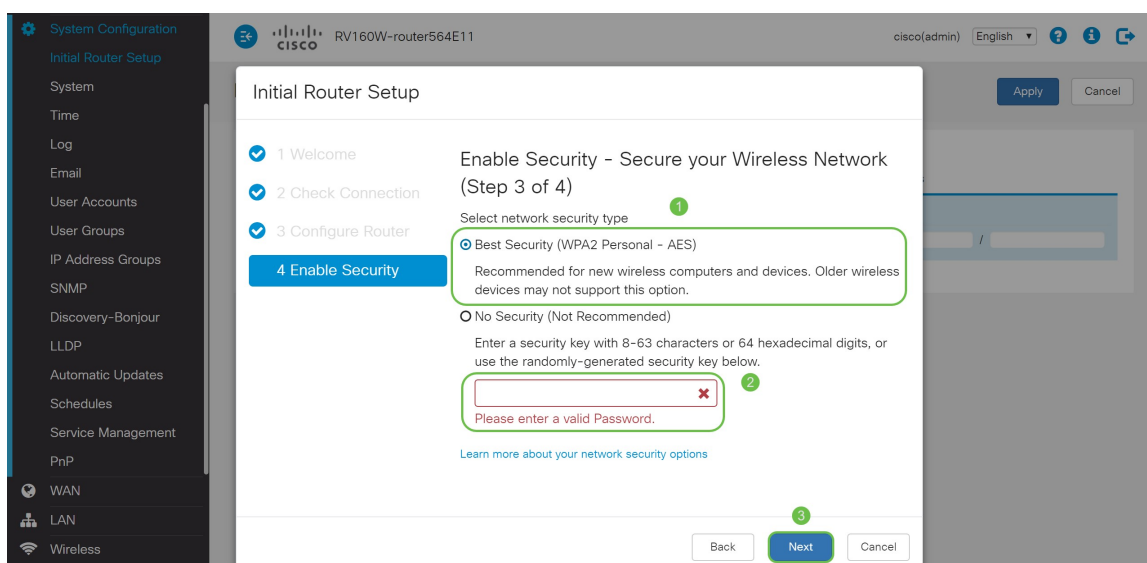 System Configuration
Initial Router Setup
System
Time
Log
Email
User Accounts
User Groups
IP Address Groups
SNMP
Discovery-Bonjour
LLDP
Automatic Updates
Schedules
Service Management
PnP
WAN
LAN
Wireless
CISCO
RV160W-router564E11
cisco(admin)
English
Apply
Cancel
Initial Router Setup
1 Welcome
2 Check Connection
3 Configure Router
4 Enable Security
Enable Security - Secure your Wireless Network
(Step 3 of 4)
1
Select network security type
Best Security (WPA2 Personal - AES)
Recommended for new wireless computers and devices. Older wireless
devices may not support this option.
No Security (Not Recommended)
Enter a security key with 8-63 characters or 64 hexadecimal digits, or
use the randomly-generated security key below.
2
Please enter a valid Password.
Learn more about your network security options
3
Back
Next
Cancel
/